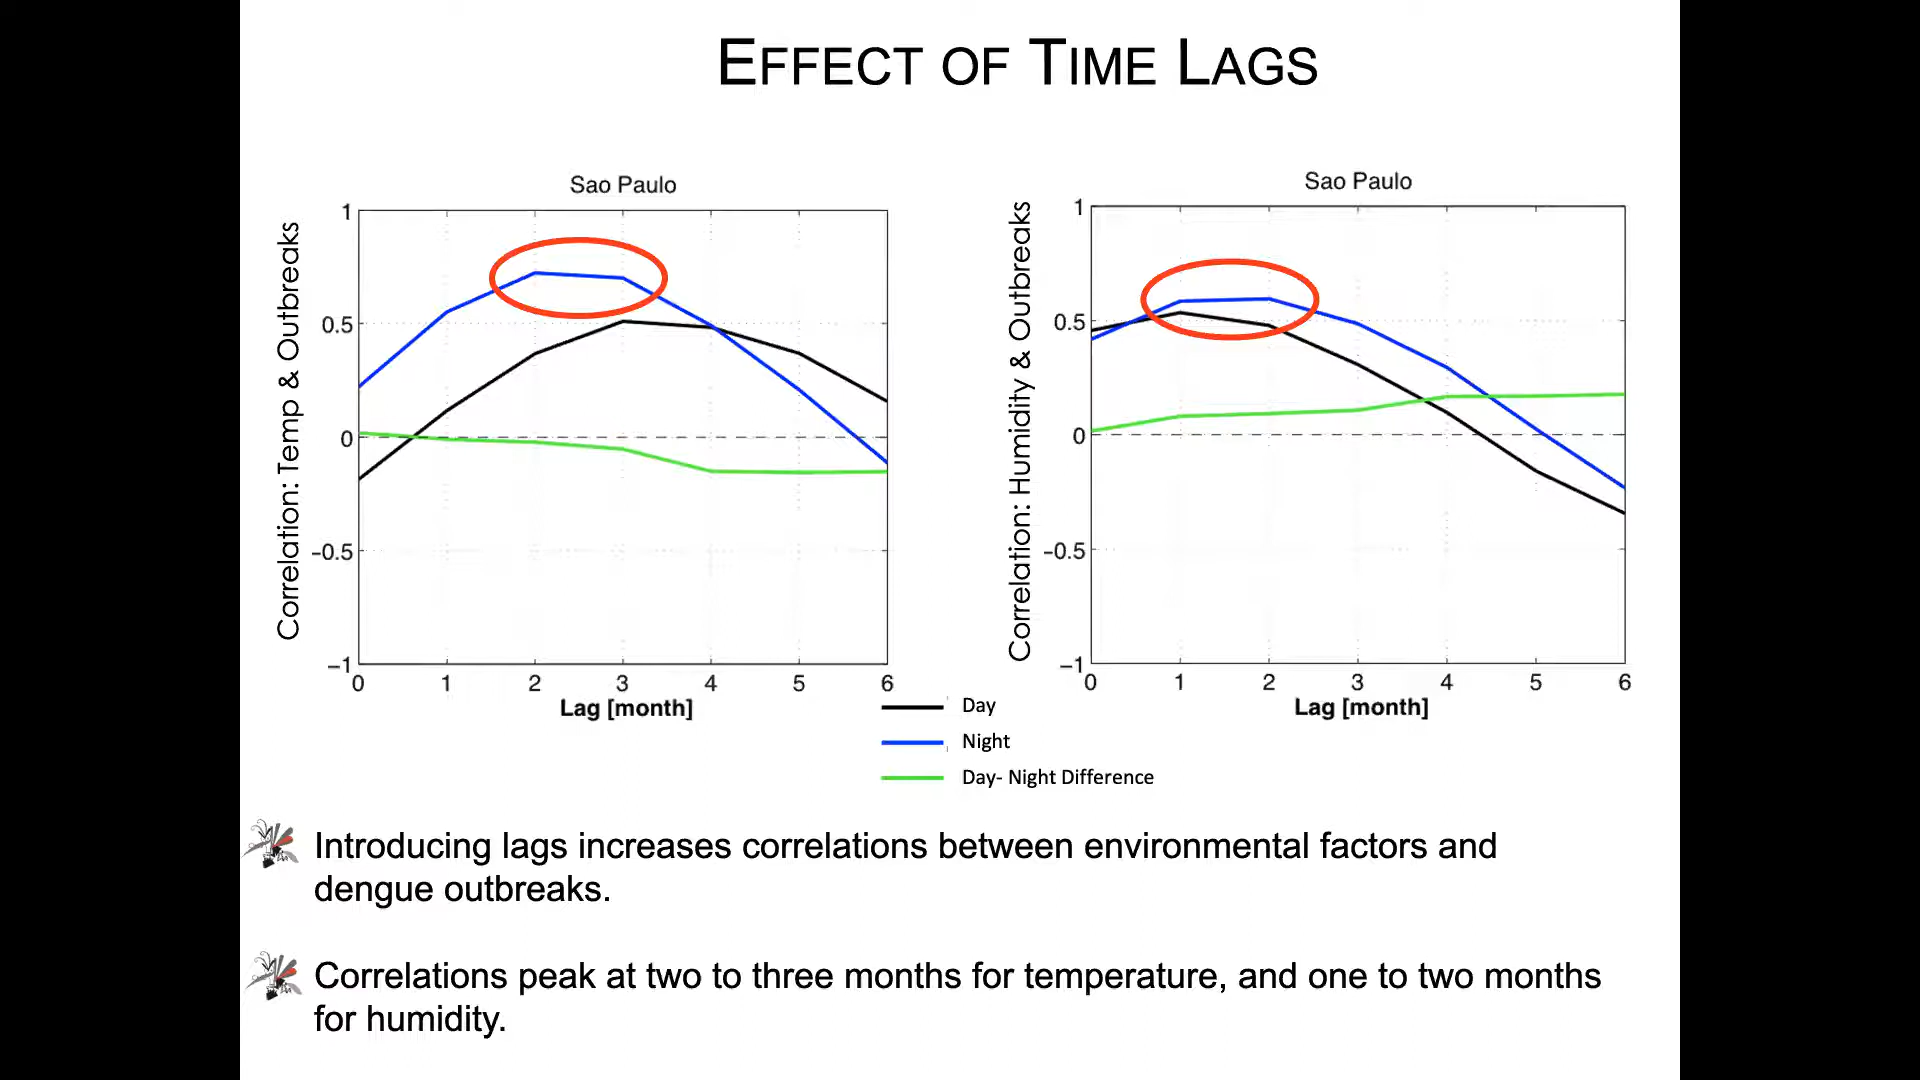 EFFECT OF TIME LAGS
Sao Paulo
Correlation: Temp & Outbreaks
1
0.5
0
−0.5
−1
0 1 2 3 4 5 6
Lag [month]
Sao Paulo
Correlation: Humidity & Outbreaks
1
0.5
0
−0.5
−1
0 1 2 3 4 5 6
Lag [month]
Day
Night
Day- Night Difference
Introducing lags increases correlations between environmental factors and
dengue outbreaks.
Correlations peak at two to three months for temperature, and one to two months
for humidity.